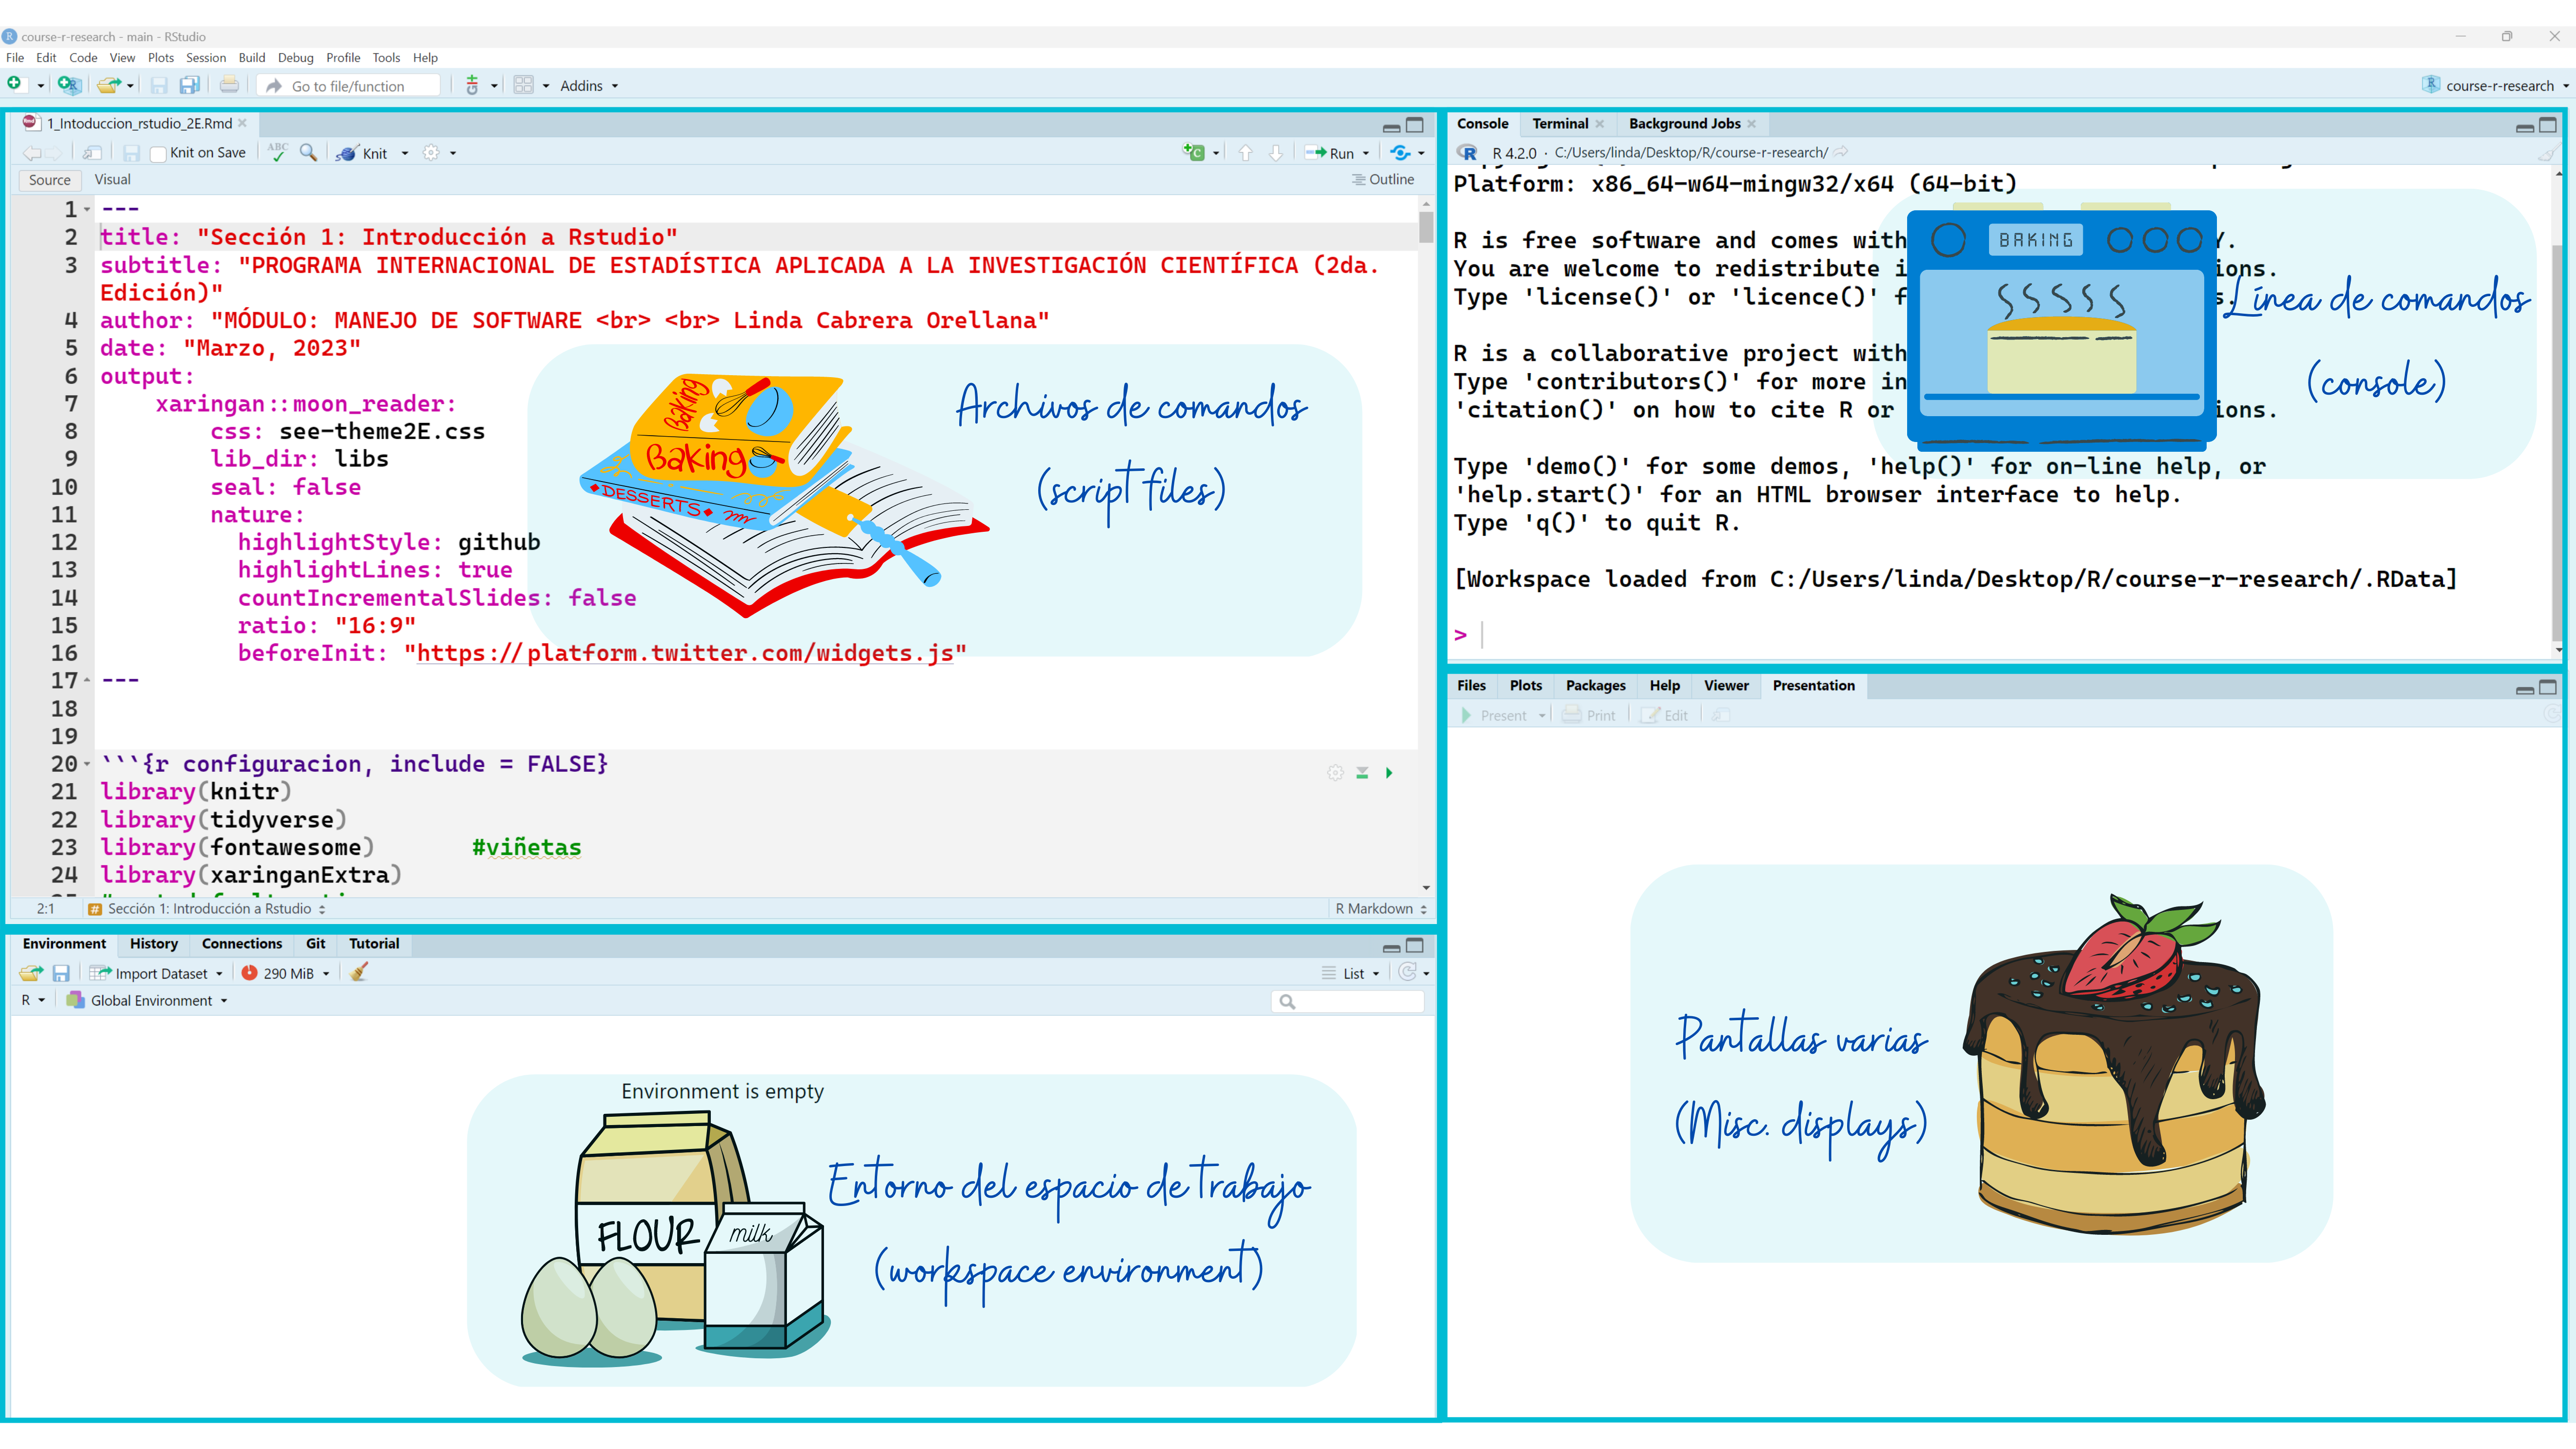 course-r-research - main - RStudio
File Edit Code View Plots Session Build Debug Profile Tools Help
Go to file/function Addins course-r-research
1_Intoduccion_rstudio_2E.Rmd
Knit on Save ABC Knit Run
Source Visual Outline
1 ---
2 title: "Sección 1: Introducción a Rstudio"
3 subtitle: "PROGRAMA INTERNACIONAL DE ESTADÍSTICA APLICADA A LA INVESTIGACIÓN CIENTÍFICA (2da.
Edición)"
4 author: "MÓDULO: MANEJO DE SOFTWARE <br> <br> Linda Cabrera Orellana"
5 date: "Marzo, 2023"
6 output:
7 xaringan::moon_reader:
8 css: see-theme2E.css
9 lib_dir: libs
10 seal: false
11 nature:
12 highlightStyle: github
13 highlightLines: true
14 countIncrementalSlides: false
15 ratio: "16:9"
16 beforeInit: "https://platform.twitter.com/widgets.js"
17 ---
18
19
20 ```{r configuracion, include = FALSE}
21 library(knitr)
22 library(tidyverse)
23 library(fontawesome) #viñetas
24 library(xaringanExtra)
2:1 Sección 1: Introducción a Rstudio R Markdown
Baking
Baking
DESSERTS
Archivos de comandos
(script files)
Console Terminal Background Jobs
R 4.2.0 · C:/Users/linda/Desktop/R/course-r-research/
Platform: x86_64-w64-mingw32/x64 (64-bit)
R is free software and comes with
You are welcome to redistribute
Type 'license()' or 'licence()'
R is a collaborative project with
Type 'contributors()' for more
'citation()' on how to cite R or
Type 'demo()' for some demos, 'help()' for on-line help, or
'help.start()' for an HTML browser interface to help.
Type 'q()' to quit R.
[Workspace loaded from C:/Users/linda/Desktop/R/course-r-research/.RData]
>
BAKING
Línea de comandos
(console)
Environment History Connections Git Tutorial
Import Dataset 290 MiB List
R Global Environment
Environment is empty
FLOUR
milk
Entorno del espacio de trabajo
(workspace environment)
Files Plots Packages Help Viewer Presentation
Present Print Edit
Pantallas varias
(Misc. displays)